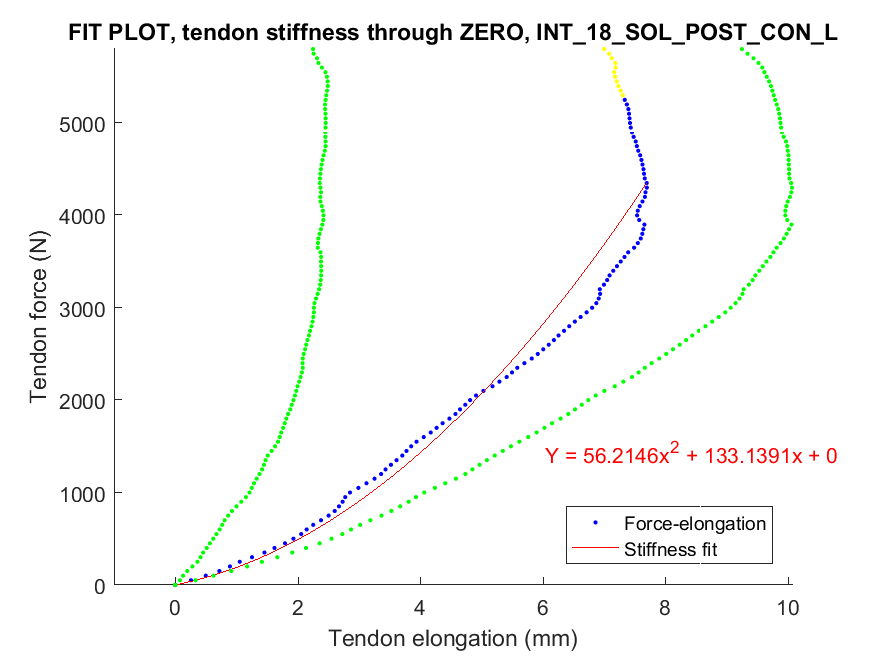 FIT PLOT, tendon stiffness through ZERO, INT_18_SOL_POST_CON_L
Tendon force (N)
5000
4000
3000
2000
1000
0
Y = 56.2146x² + 133.1391x + 0
Force-elongation
Stiffness fit
0 2 4 6 8 10
Tendon elongation (mm)